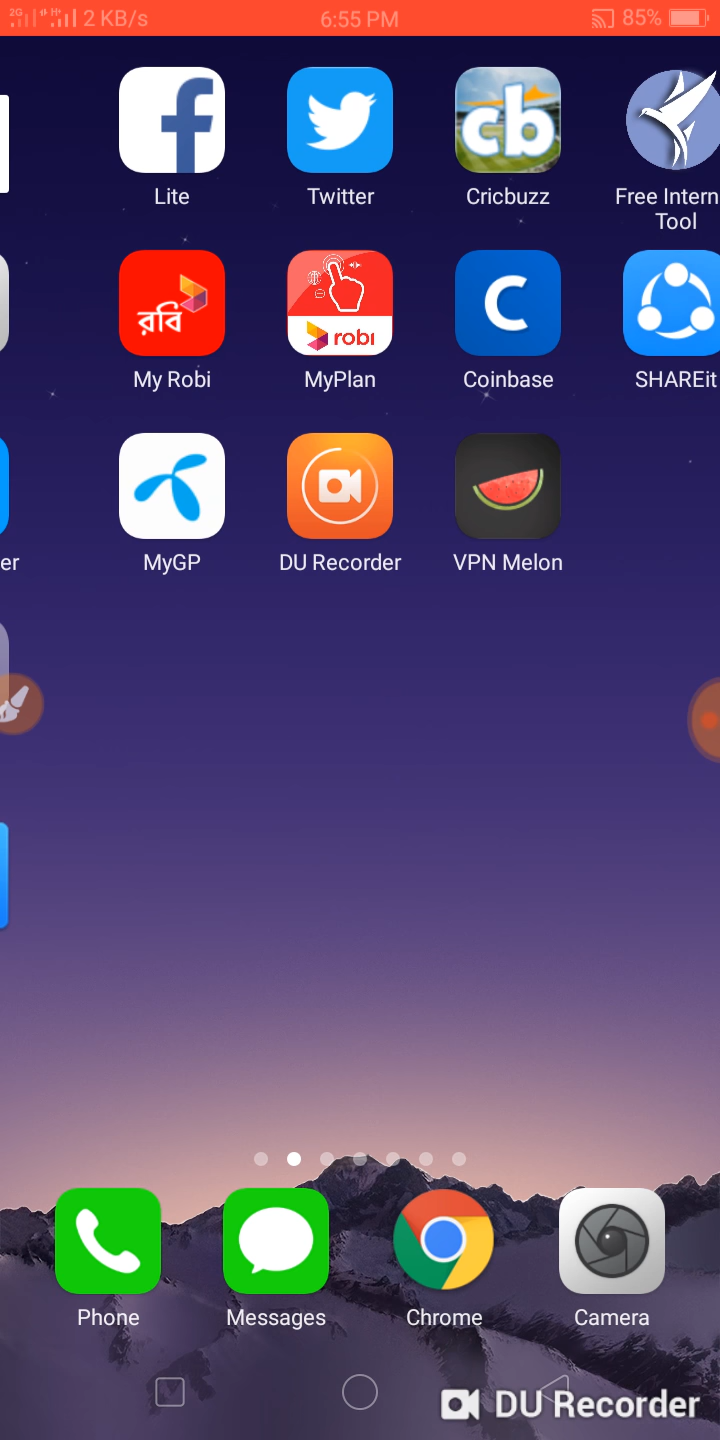 2G H+ 2 KB/s 6:55 PM 85%
Lite Twitter Cricbuzz Free Intern
Tool
রবি robi
My Robi MyPlan Coinbase SHAREit
er MyGP DU Recorder VPN Melon
Phone Messages Chrome Camera
DU Recorder